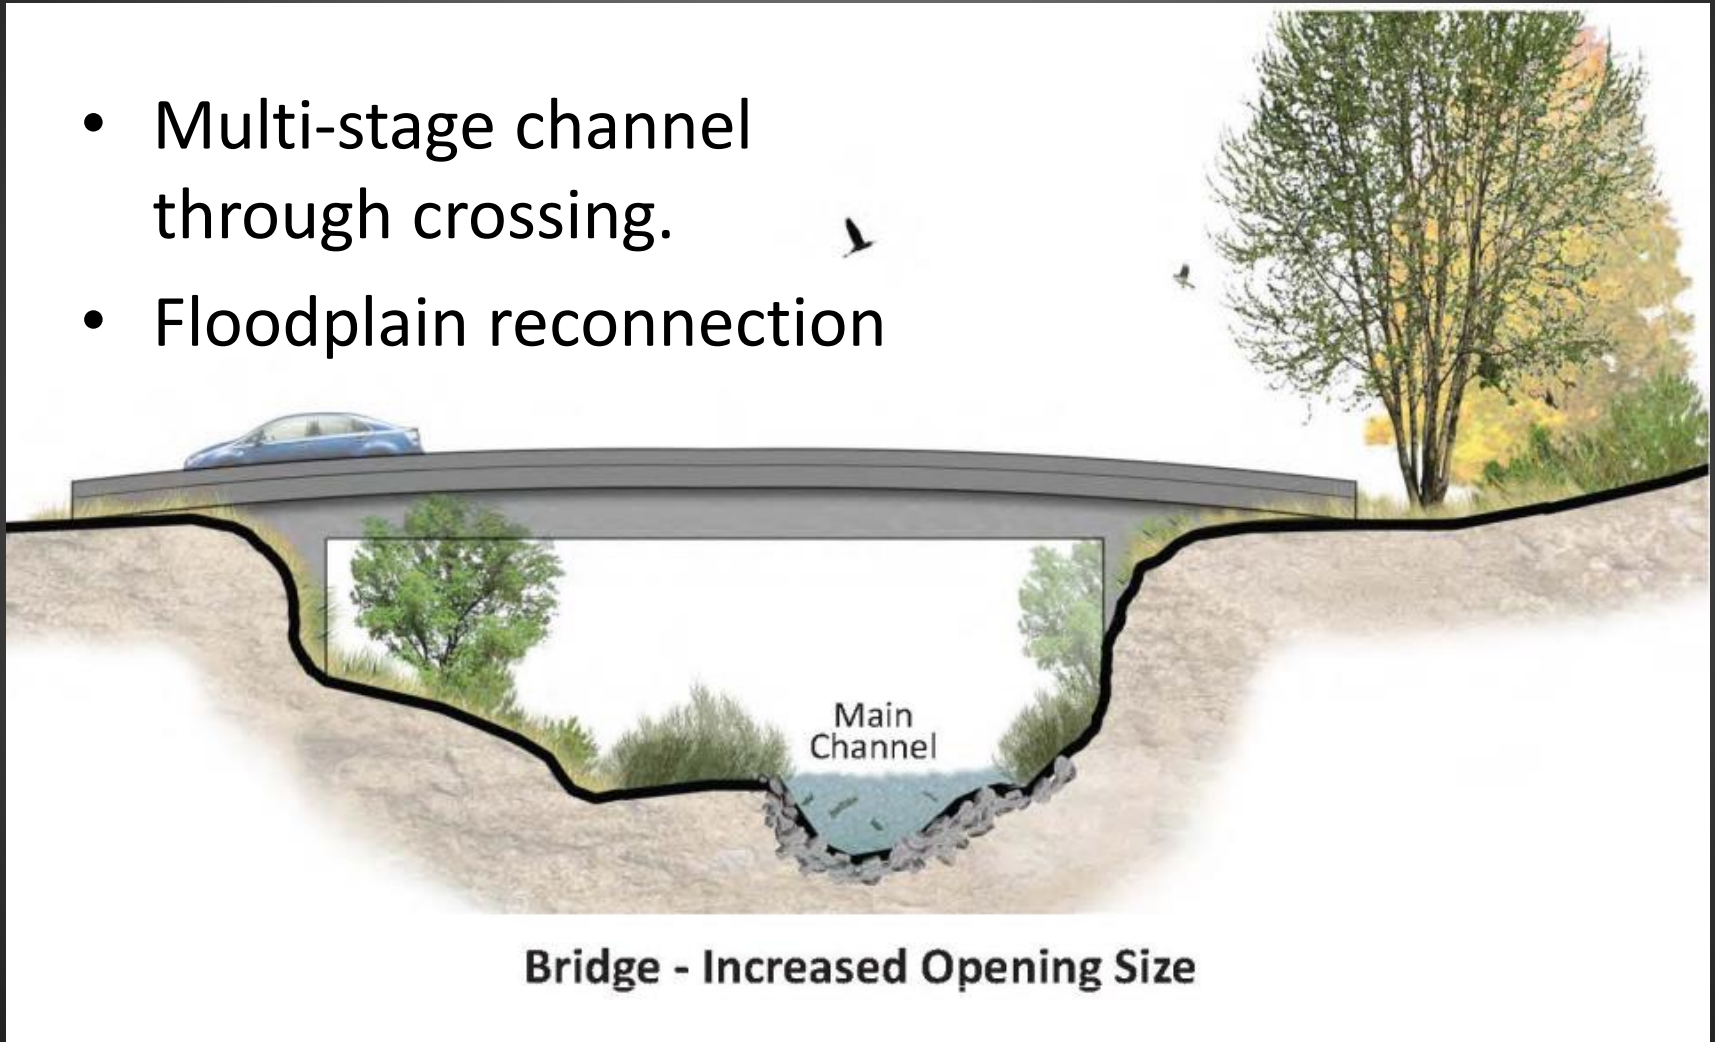 • Multi-stage channel
through crossing.
• Floodplain reconnection
Main
Channel
Bridge - Increased Opening Size